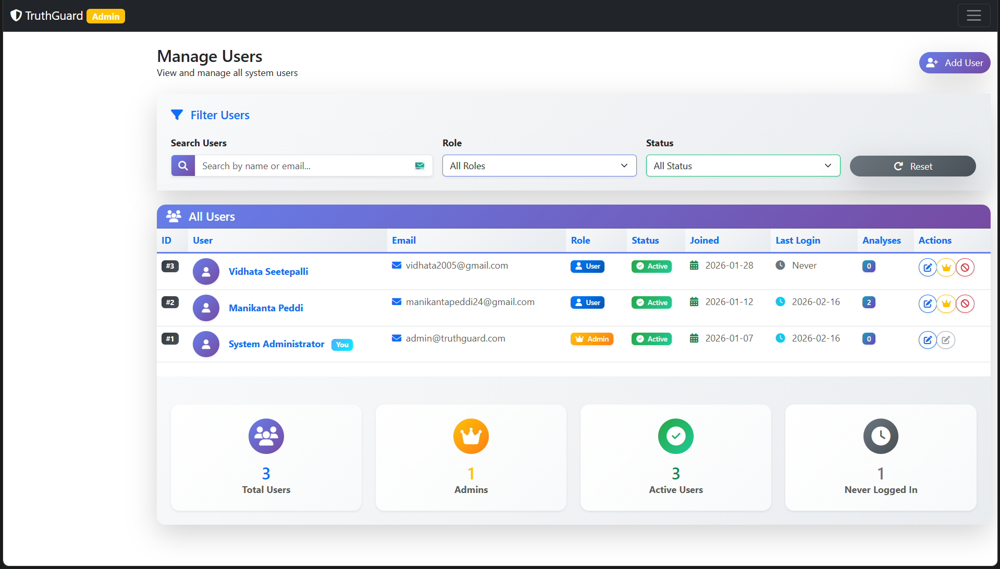 TruthGuard Admin
Manage Users
View and manage all system users
Add User
Filter Users
Search Users
Role
Status
Search by name or email...
All Roles
All Status
Reset
All Users
ID User Email Role Status Joined Last Login Analyses Actions
#3 Vidhata Seetepalli vidhata2005@gmail.com User Active 2026-01-28 Never 0
#2 Manikanta Peddi manikantapeddi24@gmail.com User Active 2026-01-12 2026-02-16 2
#1 System Administrator You admin@truthguard.com Admin Active 2026-01-07 2026-02-16 0
3
Total Users
1
Admins
3
Active Users
1
Never Logged In